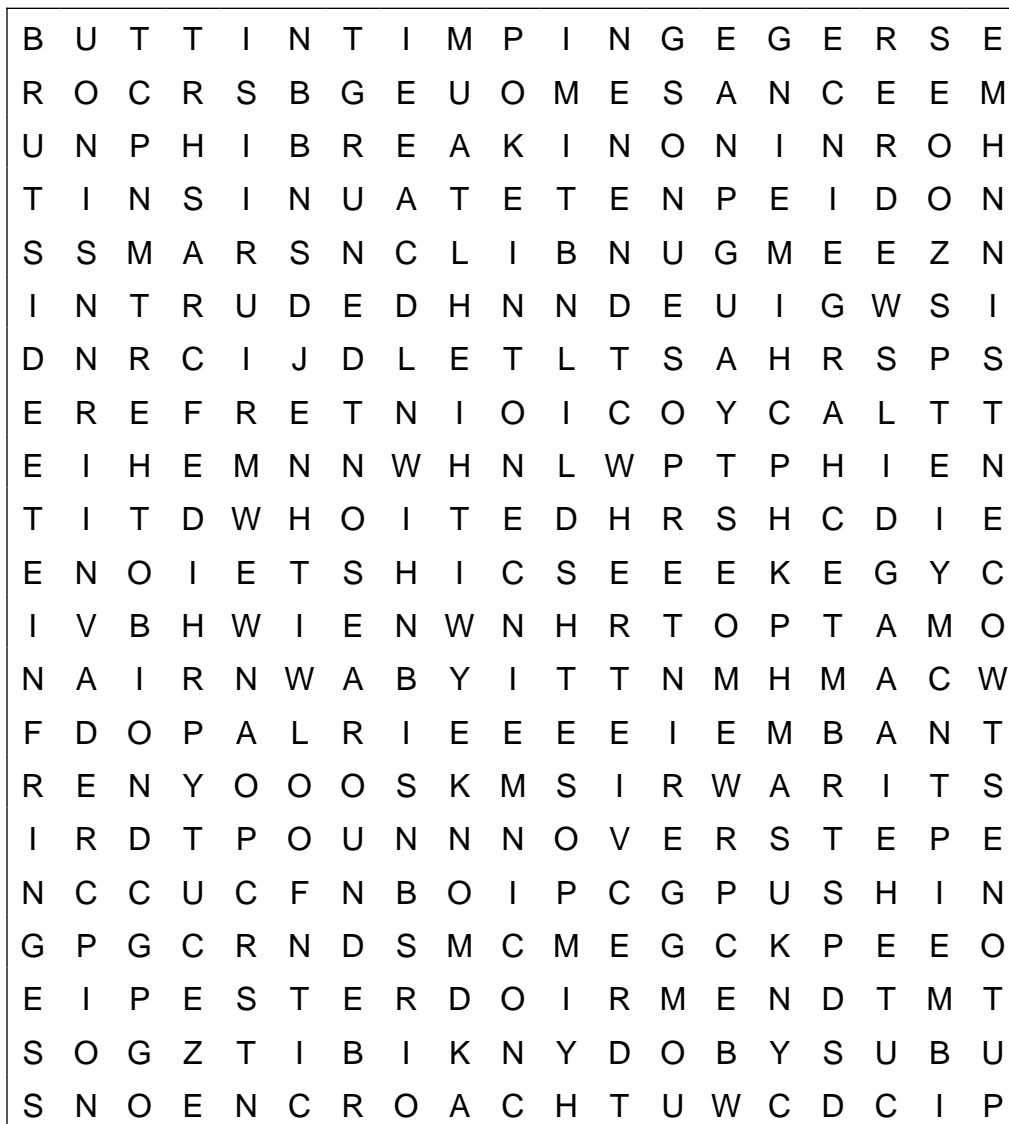 B U T T I N T I M P I N G E G E R S E
R O C R S B G E U O M E S A N C E E M
U N P H I B R E A K I N O N I N R O H
T I N S I N U A T E T E N P E I D O N
S S M A R S N C L I B N U G M E E Z N
I N T R U D E D H N N D E U I G W S I
D N R C I J D L E T L T S A H R S P S
E R E F R E T N I O I C O Y C A L T T
E I H E M N N W H N L W P T P H I E N
T I T D W H O I T E D H R S H C D I E
E N O I E T S H I C S E E E K E G Y C
I V B H W I E N W N H R T O P T A M O
N A I R N W A B Y I T T N M H M A C W
F D O P A L R I E E E E I E M B A N T
R E N Y O O O S K M S I R W A R I T S
I R D T P O U N N N O V E R S T E P E
N C C U C F N B O I P C G P U S H I N
G P G C R N D S M C M E G C K P E E O
E I P E S T E R D O I R M E N D T M T
S O G Z T I B I K N Y D O B Y S U B U
S N O E N C R O A C H T U W C D C I P